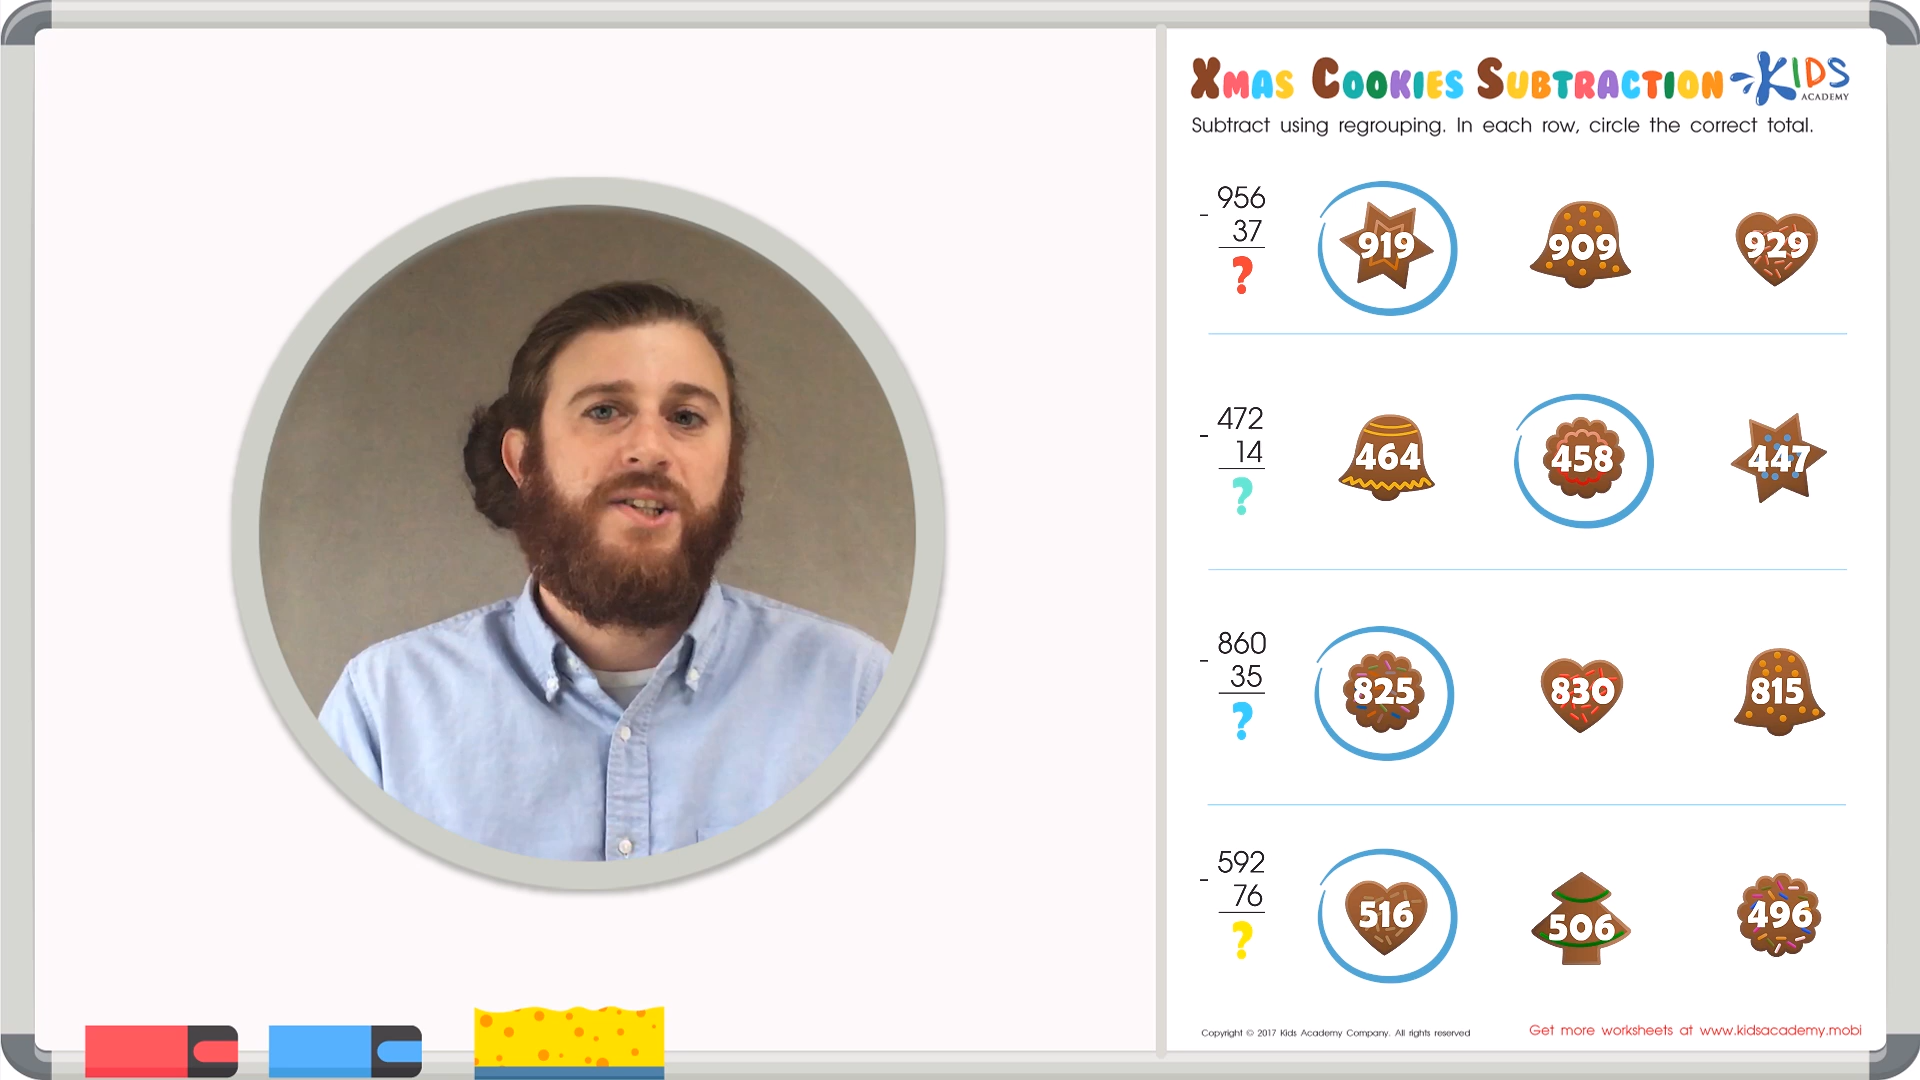 Xmas Cookies Subtraction KIDS ACADEMY
Subtract using regrouping. In each row, circle the correct total.
956
- 37
?
919 909 929
472
- 14
?
464 458 447
860
- 35
?
825 830 815
592
- 76
?
516 506 496
Copyright © 2017 Kids Academy Company. All rights reserved
Get more worksheets at www.kidsacademy.mobi